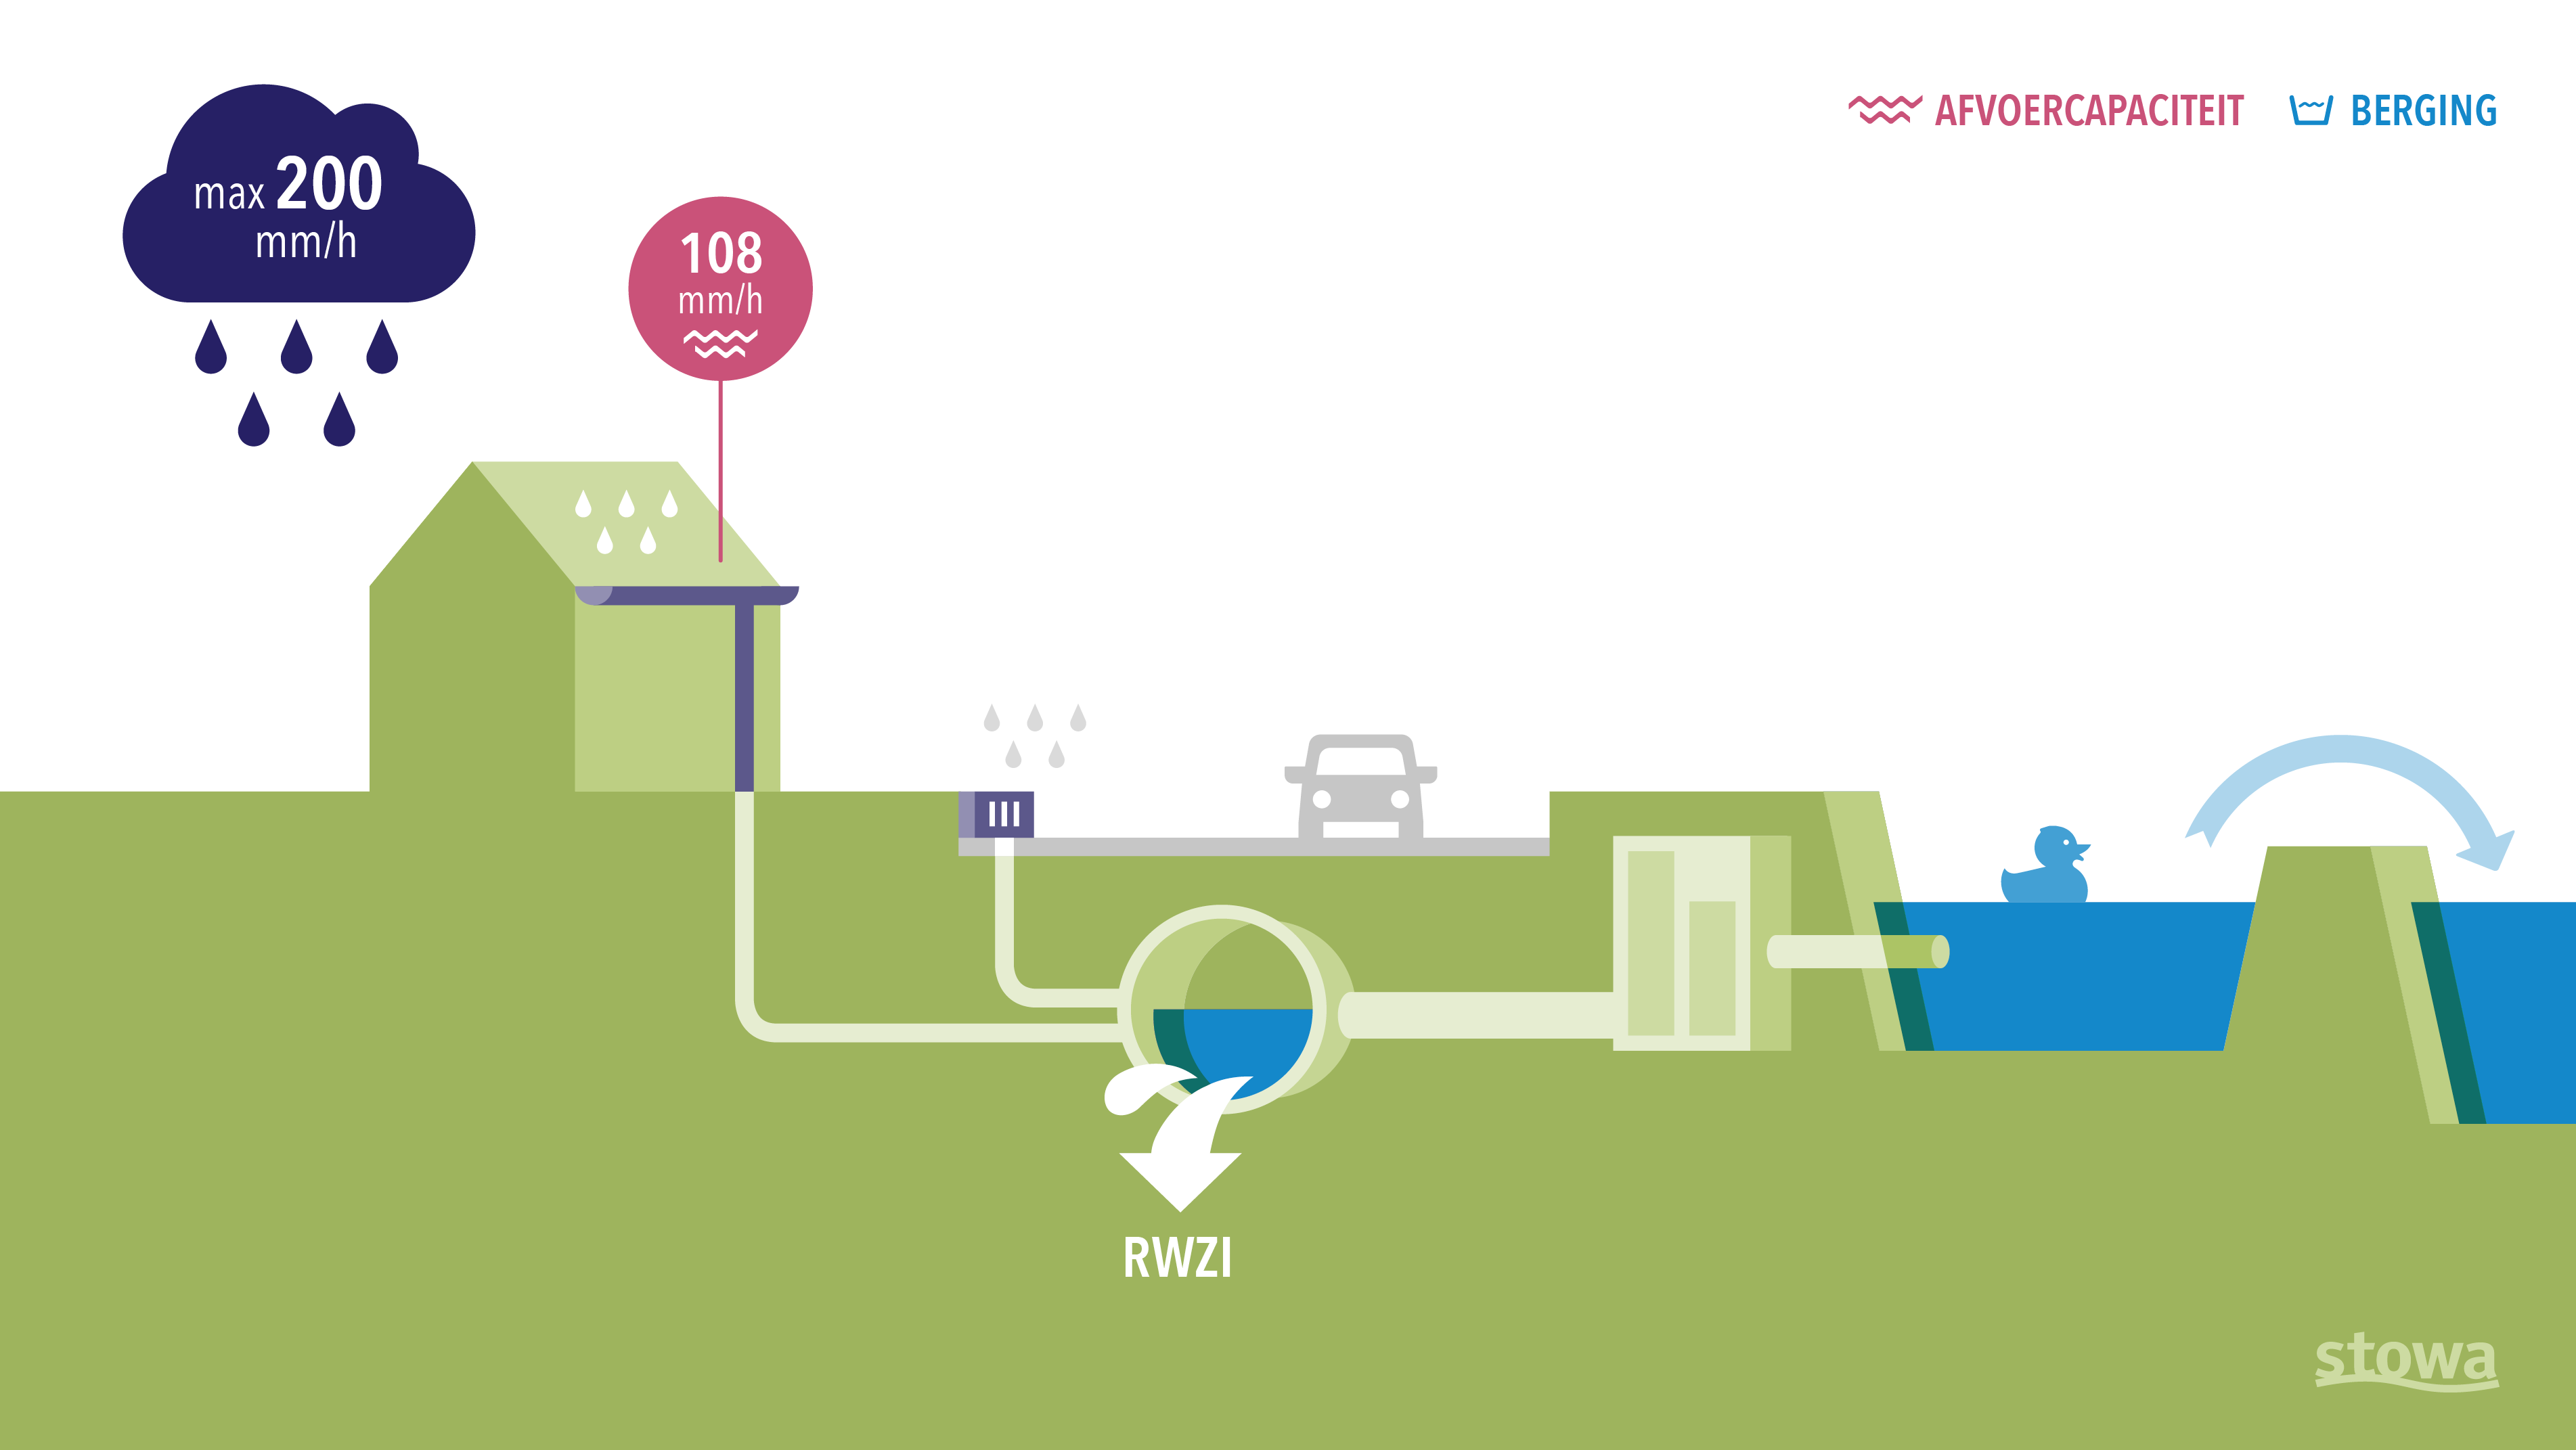 max 200
mm/h
AFVOERCAPACITEIT
BERGING
108
mm/h
RWZI
stowa